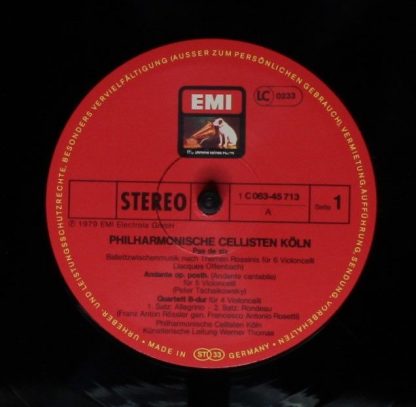 URHEBER- UND LEISTUNGSSCHUTZRECHTE, BESONDERS VERVIELFÄLTIGUNG (AUSSER ZUM PERSÖNLICHEN GEBRAUCH), VERMIETUNG, AUFFÜHRUNG, SENDUNG, VORBEHALTEN •
EMI
LC 0233
STEREO
1 C 063-45 713
A
Seite 1
Ⓟ 1979 EMI Electrola GmbH
PHILHARMONISCHE CELLISTEN KÖLN
Pas de six
Ballettzwischenmusik nach Themen Rossinis für 6 Violoncelli
(Jacques Offenbach)
Andante op. posth. (Andante cantabile)
für 5 Violoncelli
(Peter Tschaikowsky)
Quartett B-dur für 4 Violoncelli
1. Satz: Allegrino - 2. Satz: Rondeau
(Franz Anton Rössler gen. Francesco Antonio Rosetti)
Philharmonische Cellisten Köln
Künstlerische Leitung Werner Thomas
MADE IN
STEREO 33
GERMANY